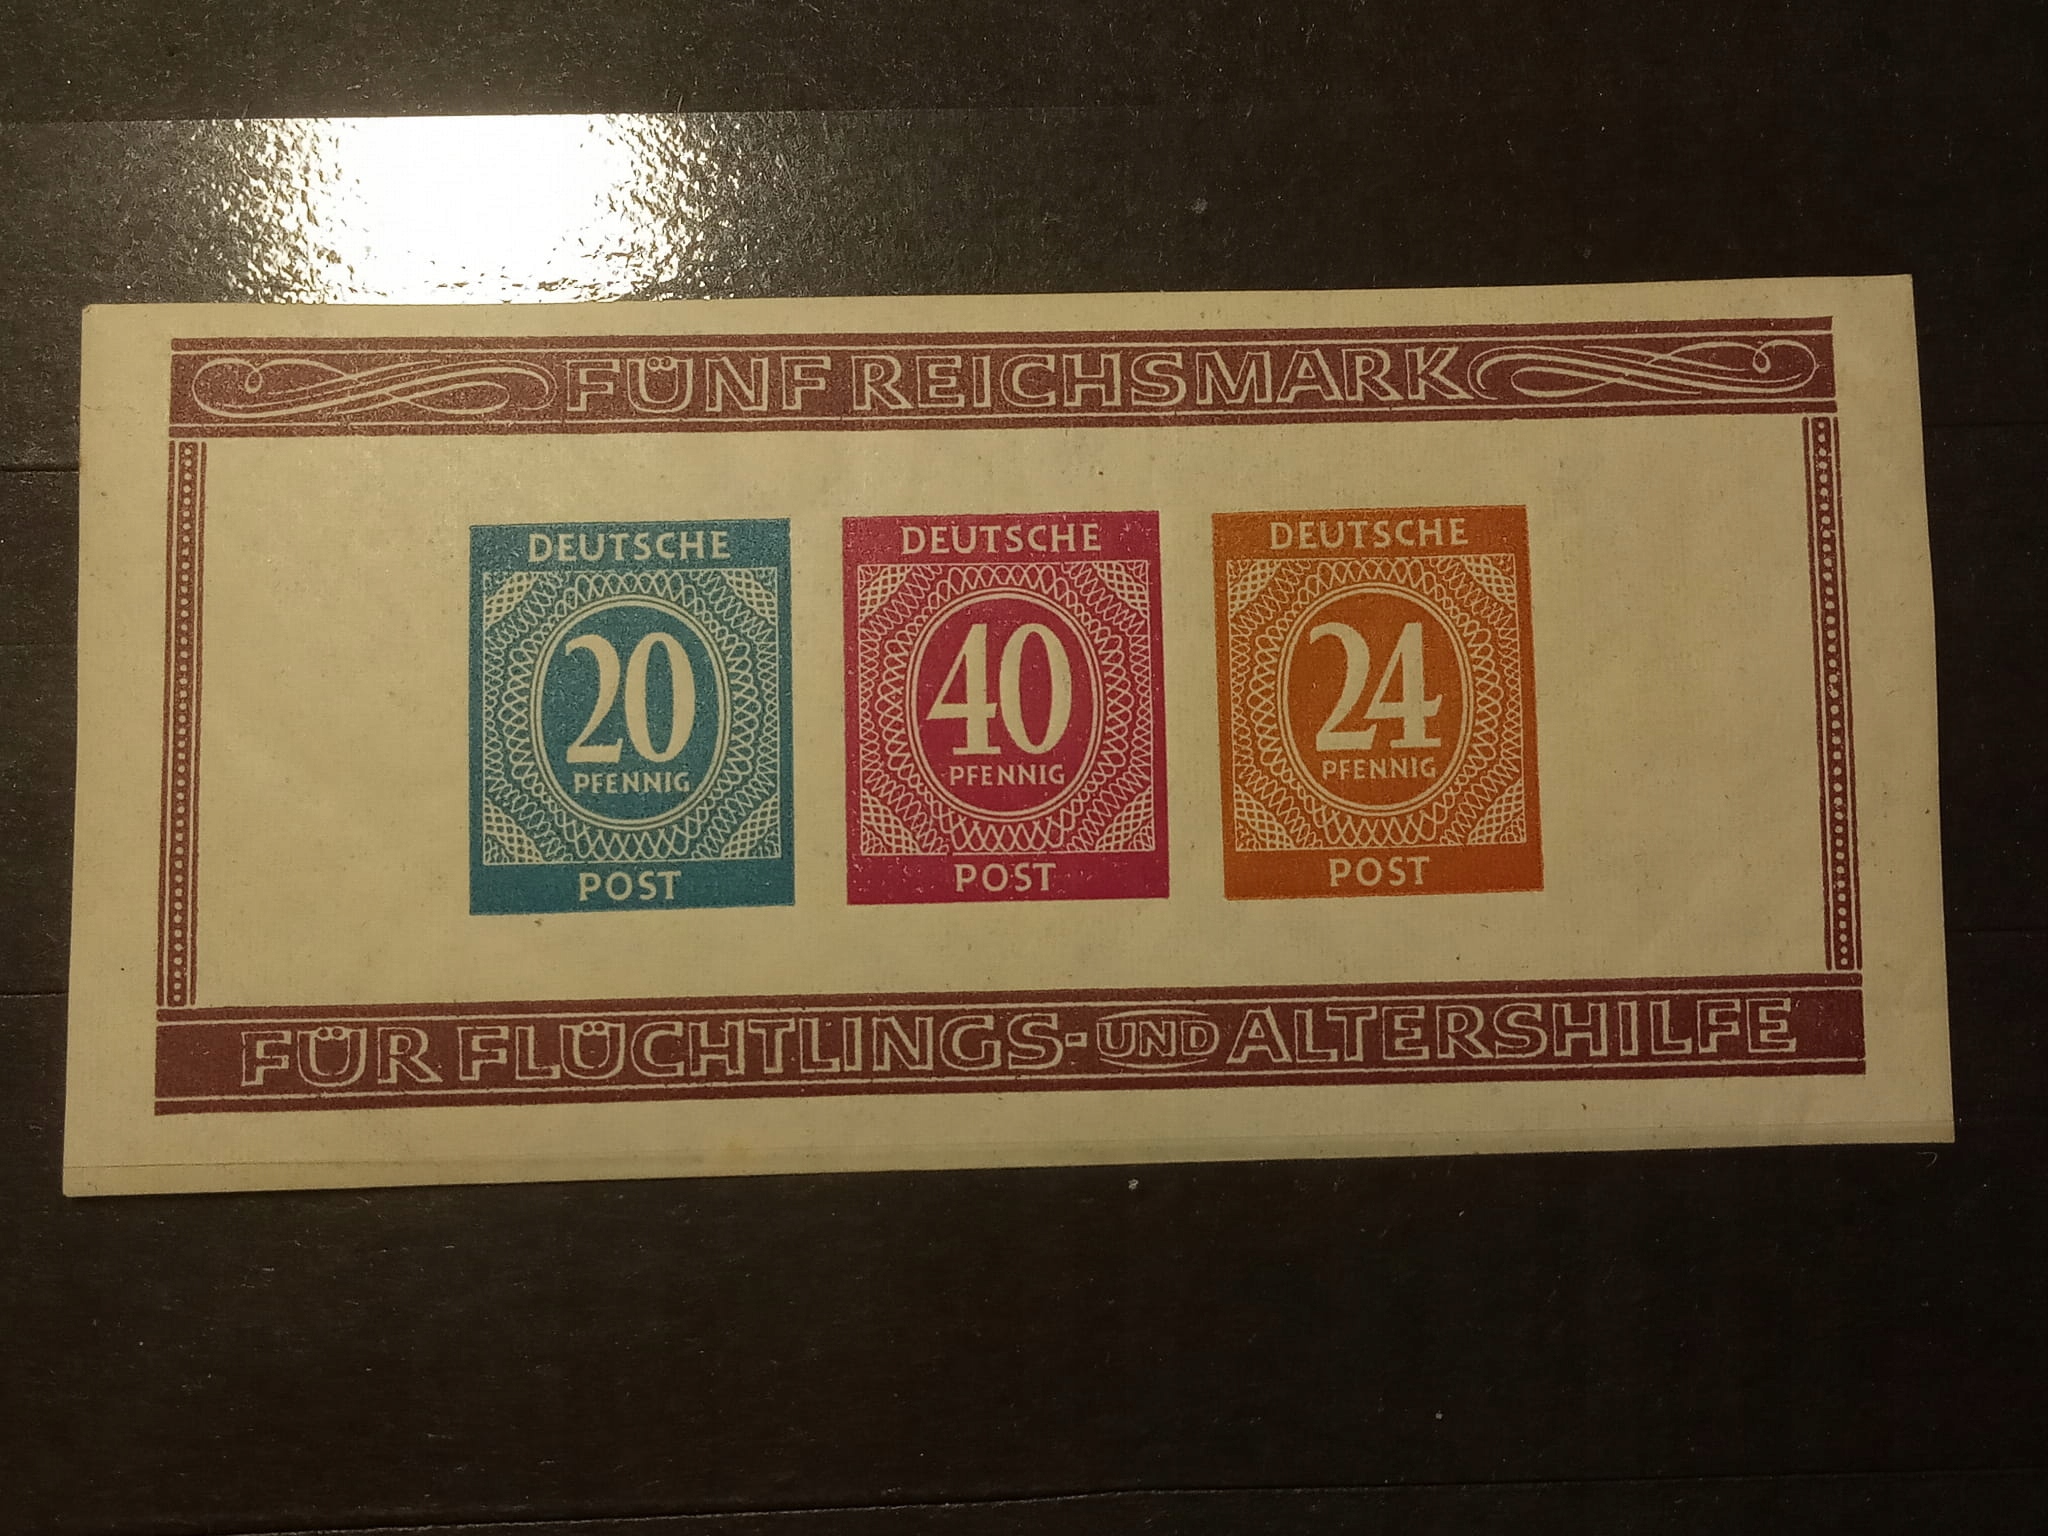 FÜNF REICHSMARK
DEUTSCHE
20
PFENNIG
POST
DEUTSCHE
40
PFENNIG
POST
DEUTSCHE
24
PFENNIG
POST
FÜR FLÜCHTLINGS-UND ALTERSHILFE